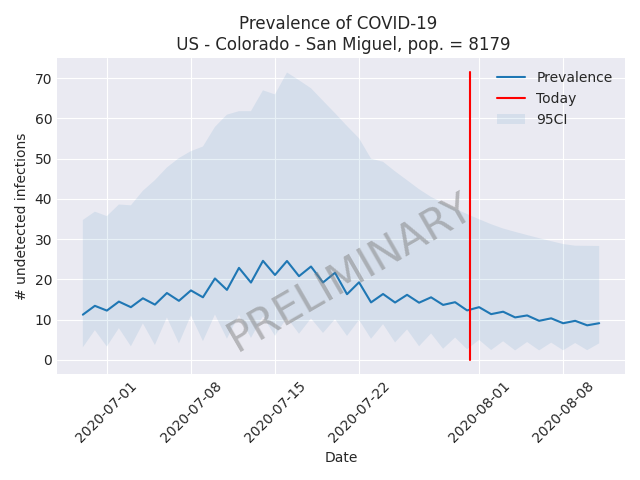 Prevalence of COVID-19
US - Colorado - San Miguel, pop. = 8179
# undetected infections
70
60
50
40
30
20
10
0
Prevalence
Today
95CI
PRELIMINARY
2020-07-01
2020-07-08
2020-07-15
2020-07-22
2020-08-01
2020-08-08
Date